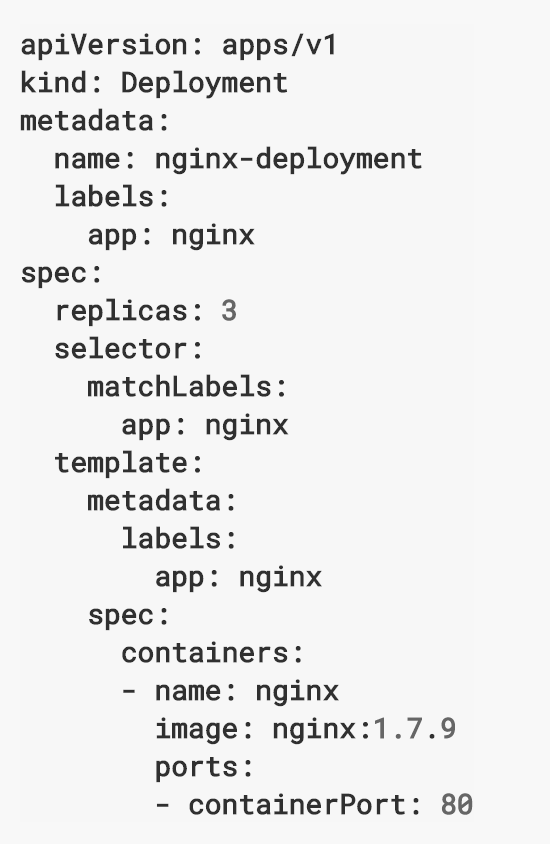 apiVersion: apps/v1
kind: Deployment
metadata:
  name: nginx-deployment
  labels:
    app: nginx
spec:
  replicas: 3
  selector:
    matchLabels:
      app: nginx
  template:
    metadata:
      labels:
        app: nginx
    spec:
      containers:
      - name: nginx
        image: nginx:1.7.9
        ports:
        - containerPort: 80